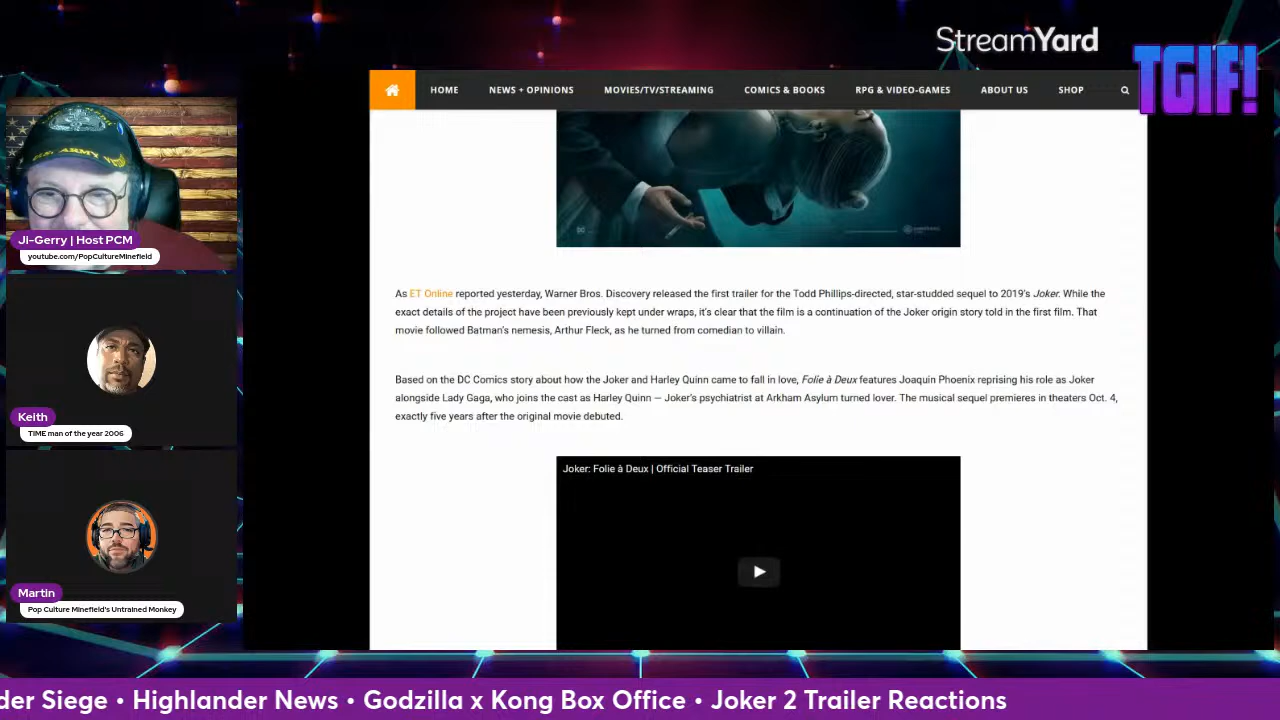 StreamYard
TGIF!
HOME NEWS + OPINIONS MOVIES/TV/STREAMING COMICS & BOOKS RPG & VIDEO-GAMES ABOUT US SHOP
U.S. ARMY
JI-Gerry | Host PCM
youtube.com/PopCultureMinefield
Keith
TIME man of the year 2006
Martin
Pop Culture Minefield's Untrained Monkey
As ET Online reported yesterday, Warner Bros. Discovery released the first trailer for the Todd Phillips-directed, star-studded sequel to 2019's Joker. While the
exact details of the project have been previously kept under wraps, it's clear that the film is a continuation of the Joker origin story told in the first film. That
movie followed Batman's nemesis, Arthur Fleck, as he turned from comedian to villain.
Based on the DC Comics story about how the Joker and Harley Quinn came to fall in love, Folie à Deux features Joaquin Phoenix reprising his role as Joker
alongside Lady Gaga, who joins the cast as Harley Quinn — Joker's psychiatrist at Arkham Asylum turned lover. The musical sequel premieres in theaters Oct. 4,
exactly five years after the original movie debuted.
Joker: Folie à Deux | Official Teaser Trailer
der Siege • Highlander News • Godzilla x Kong Box Office • Joker 2 Trailer Reactions